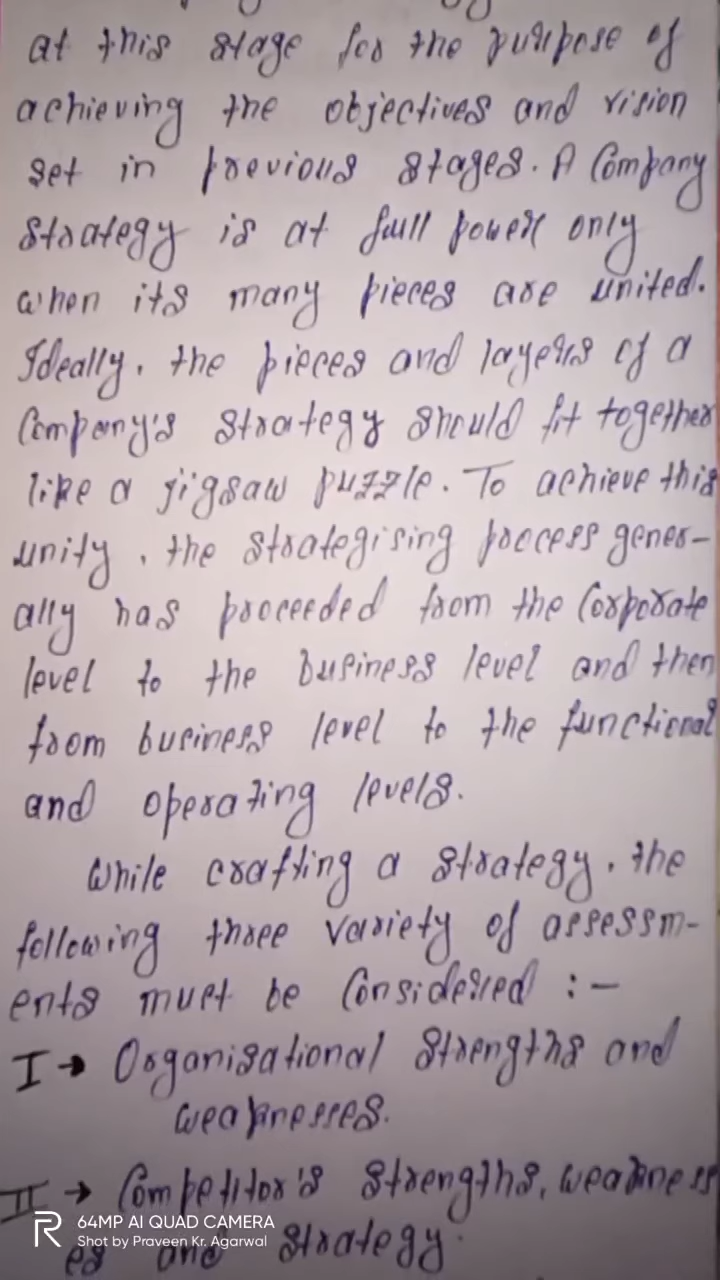 at this stage for the purpose of
achieving the objectives and vision
set in previous stages. A Company
strategy is at full power only
when its many pieces are united.
Ideally, the pieces and layers of a
Company's strategy should fit together
like a jigsaw puzzle. To achieve this
unity, the strategising process gener-
ally has proceeded from the Corporate
level to the business level and then
from business level to the functional
and operating levels.
While crafting a strategy, the
following three variety of assessm-
ents must be Considered :-
I → Organisational Strengths and
weaknesses.
II → Competitor's Strengths, weakness
es and strategy.
R 64MP AI QUAD CAMERA
Shot by Praveen Kr. Agarwal